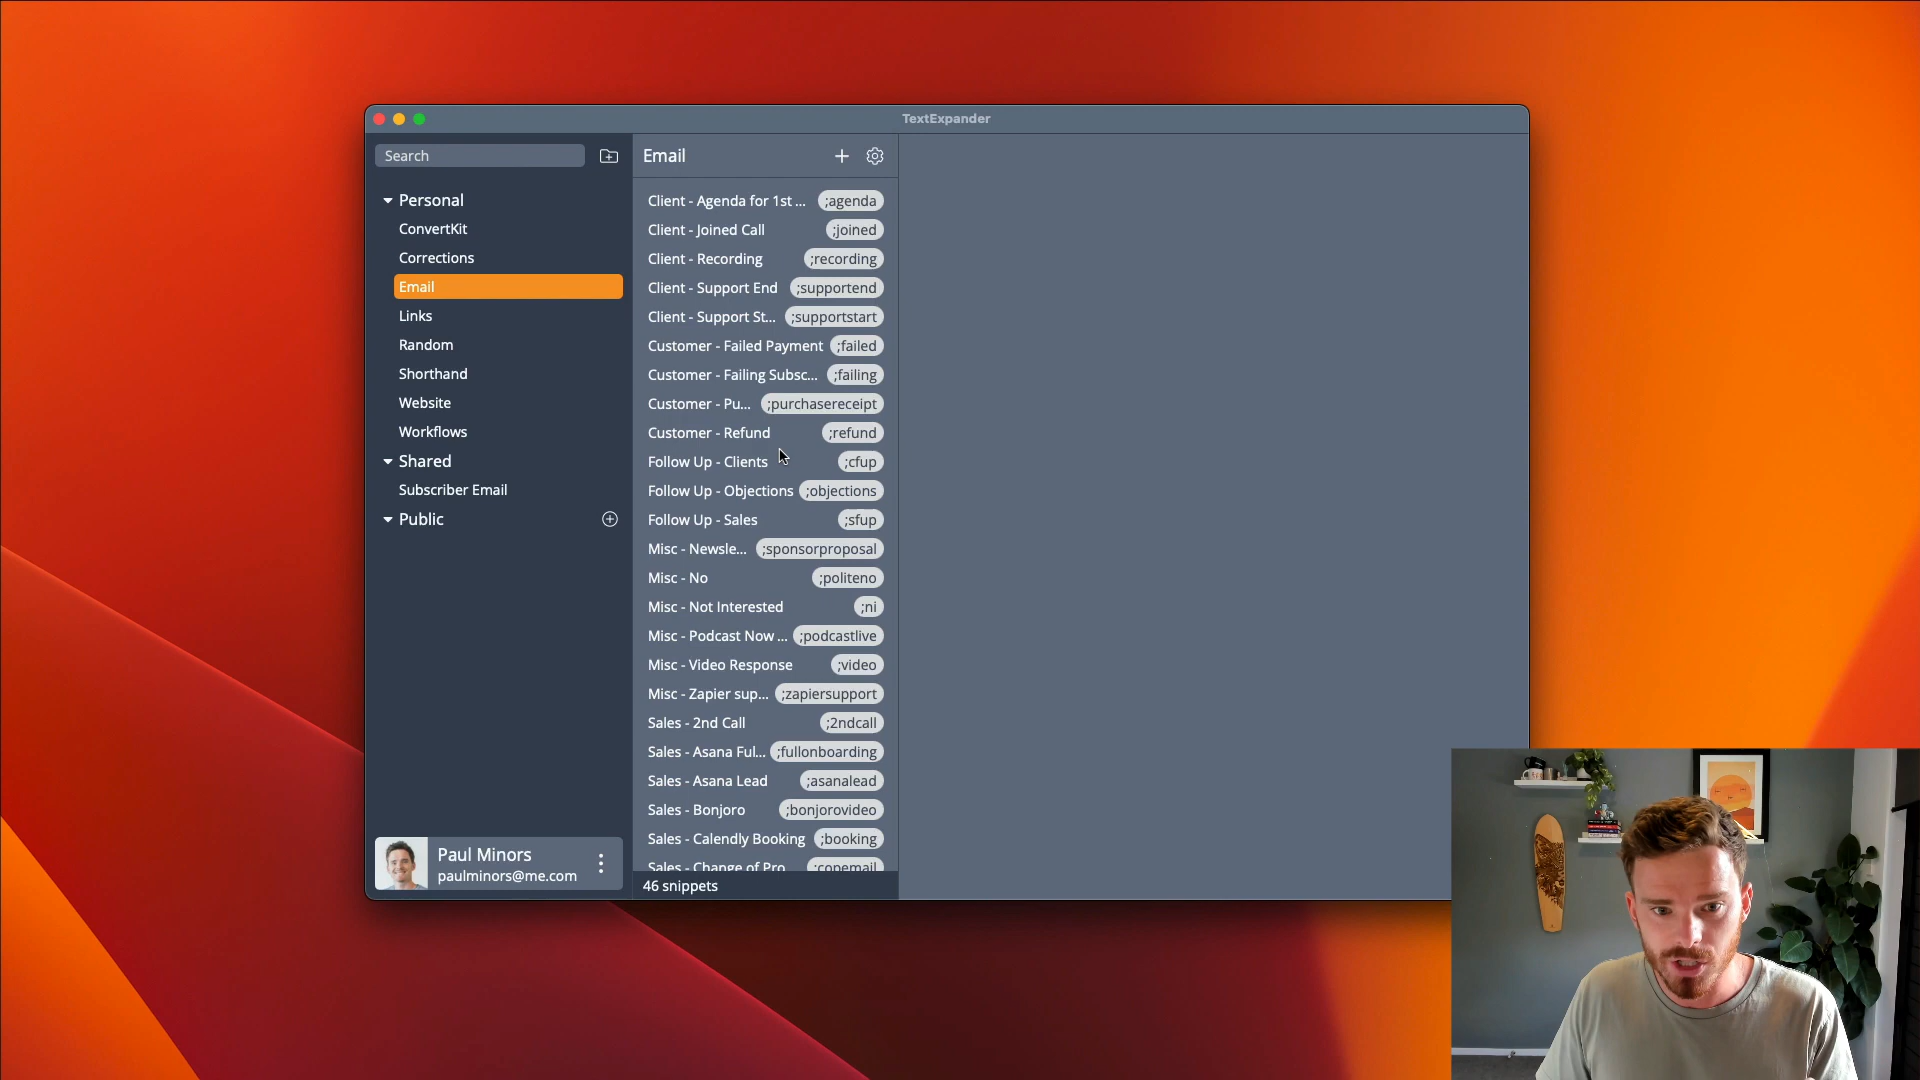 TextExpander
Search
Personal
ConvertKit
Corrections
Email
Links
Random
Shorthand
Website
Workflows
Shared
Subscriber Email
Public
Paul Minors
paulminors@me.com
Email
Client - Agenda for 1st ... ;agenda
Client - Joined Call ;joined
Client - Recording ;recording
Client - Support End ;supportend
Client - Support St... ;supportstart
Customer - Failed Payment ;failed
Customer - Failing Subsc... ;failing
Customer - Pu... ;purchasereceipt
Customer - Refund ;refund
Follow Up - Clients ;cfup
Follow Up - Objections ;objections
Follow Up - Sales ;sfup
Misc - Newsle... ;sponsorproposal
Misc - No ;politeno
Misc - Not Interested ;ni
Misc - Podcast Now ... ;podcastlive
Misc - Video Response ;video
Misc - Zapier sup... ;zapiersupport
Sales - 2nd Call ;2ndcall
Sales - Asana Ful... ;fullonboarding
Sales - Asana Lead ;asanalead
Sales - Bonjoro ;bonjorovideo
Sales - Calendly Booking ;booking
Sales - Change of Pro
46 snippets